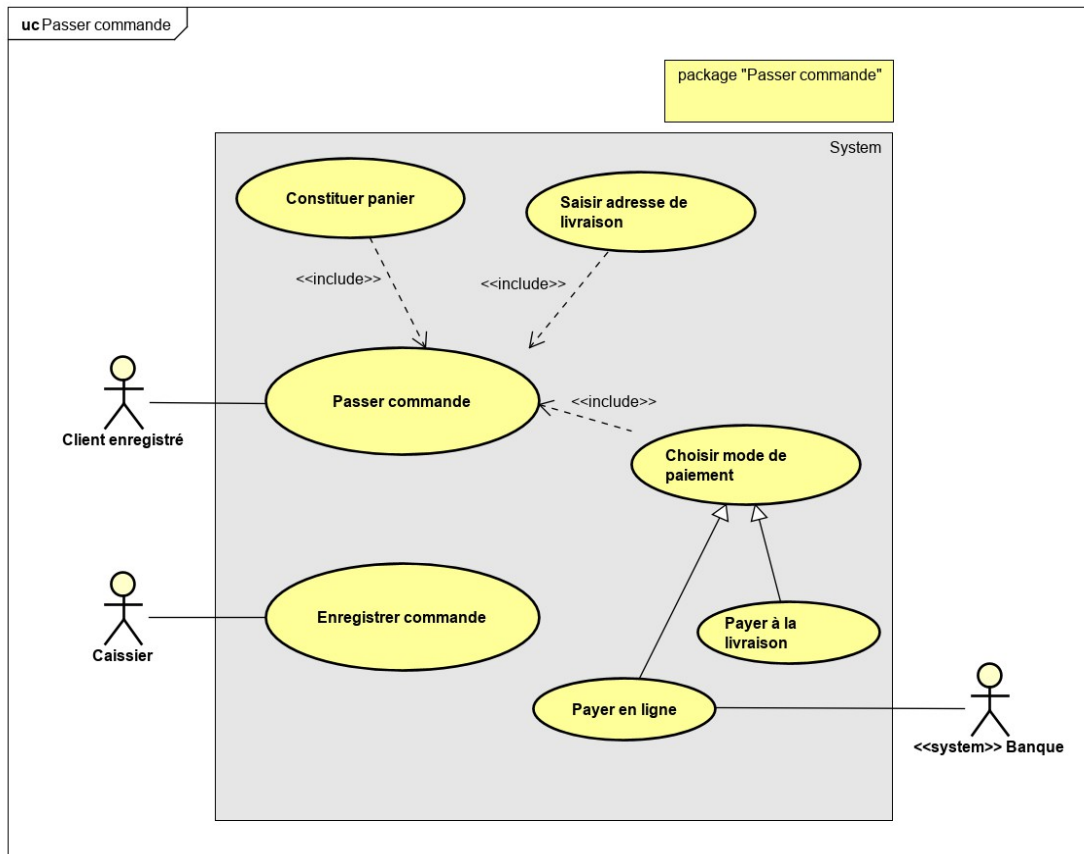 uc Passer commande
package "Passer commande"
System
Constituer panier
Saisir adresse de
livraison
<<include>>
<<include>>
Passer commande
<<include>>
Client enregistré
Choisir mode de
paiement
Enregistrer commande
Caissier
Payer à la
livraison
Payer en ligne
<<system>> Banque